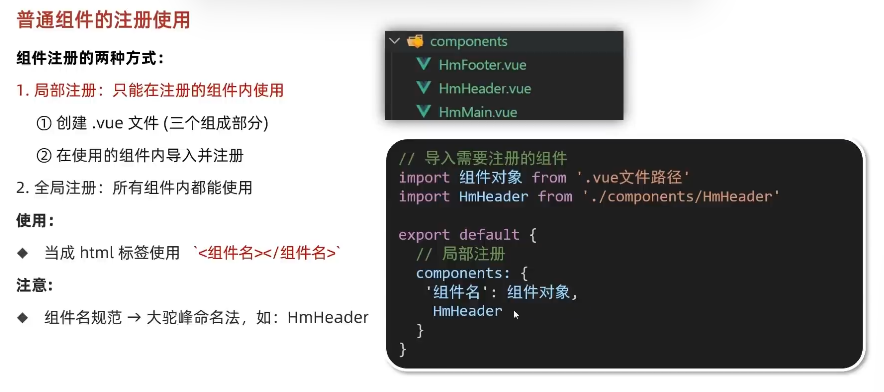 普通组件的注册使用
组件注册的两种方式：
1. 局部注册：只能在注册的组件内使用
① 创建 .vue 文件 (三个组成部分)
② 在使用的组件内导入并注册
2. 全局注册：所有组件内都能使用
使用：
◆ 当成 html 标签使用 `<组件名></组件名>`
注意：
◆ 组件名规范 → 大驼峰命名法，如：HmHeader
components
HmFooter.vue
HmHeader.vue
HmMain.vue
// 导入需要注册的组件
import 组件对象 from '.vue文件路径'
import HmHeader from './components/HmHeader'
export default {
// 局部注册
components: {
'组件名': 组件对象,
HmHeader
}
}